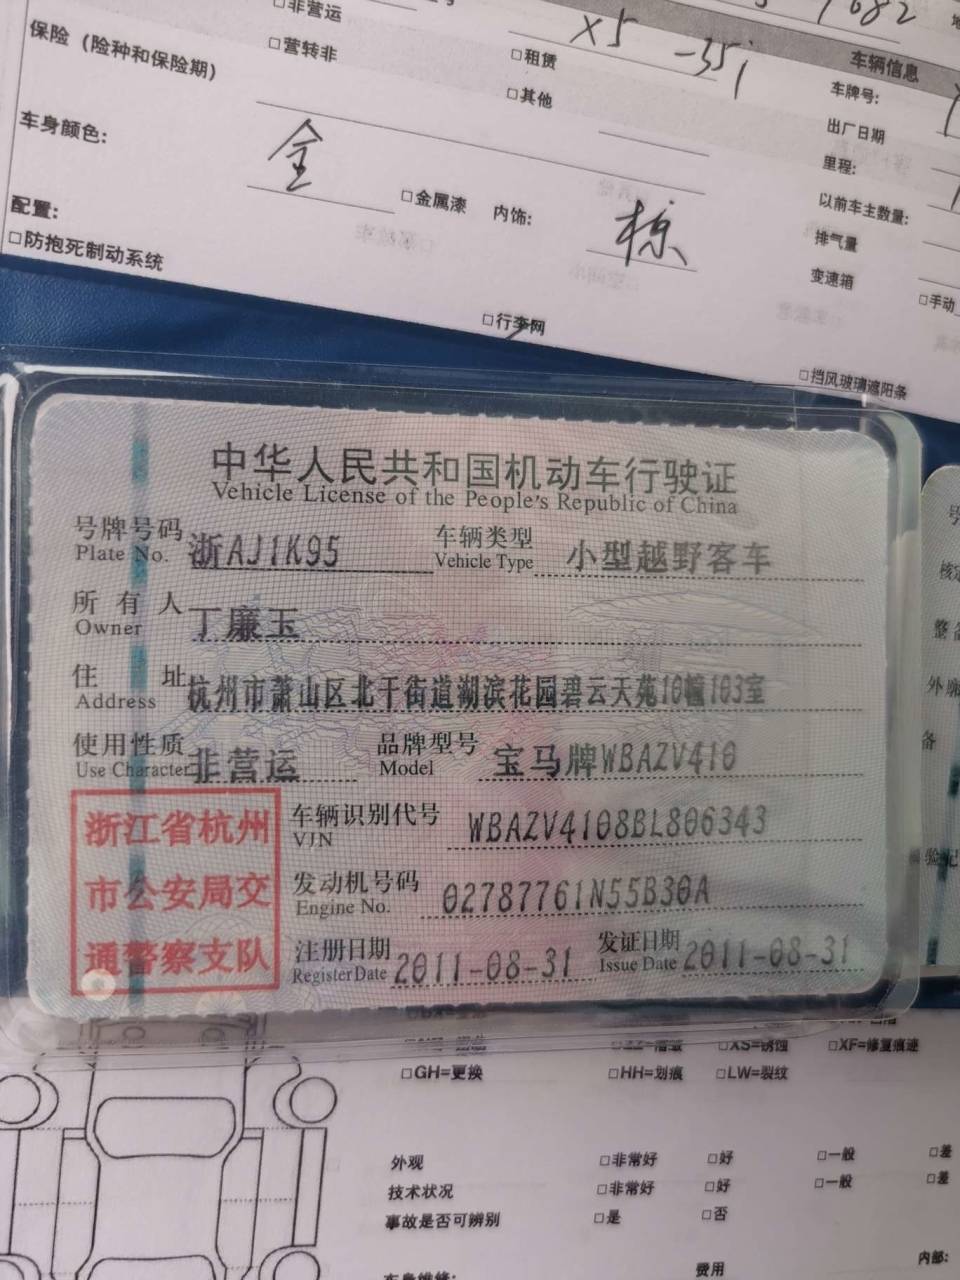 □非营运
X5 -35i
7682
保险（险种和保险期）
□营转非
□租赁
车辆信息
□其他
车牌号:
出厂日期
车身颜色:
金
□金属漆
内饰:
棕
里程:
以前车主数量:
配置:
排气量
□防抱死制动系统
变速箱
□手动
□行李网
□挡风玻璃遮阳条
中华人民共和国机动车行驶证
Vehicle License of the People's Republic of China
号牌号码 浙AJ1K95 车辆类型 小型越野客车
Plate No. Vehicle Type
所有人 丁廉玉
Owner
住址 杭州市萧山区北干街道湖滨花园碧云天苑10幢103室
Address
使用性质 非营运 品牌型号 宝马牌WBAZV410
Use Character Model
浙江省杭州
市公安局交
通警察支队
车辆识别代号 WBAZV4108BL806343
VIN
发动机号码 02787761N55B30A
Engine No.
注册日期 2011-08-31 发证日期 2011-08-31
Register Date Issue Date
□XS=锈蚀 □XF=修复痕迹
□GH=更换 □HH=划痕 □LW=裂纹
外观 □非常好 □好 □一般 □差
技术状况 □非常好 □好 □一般 □差
事故是否可辨别 □是 □否
车身维修: 费用 内部: